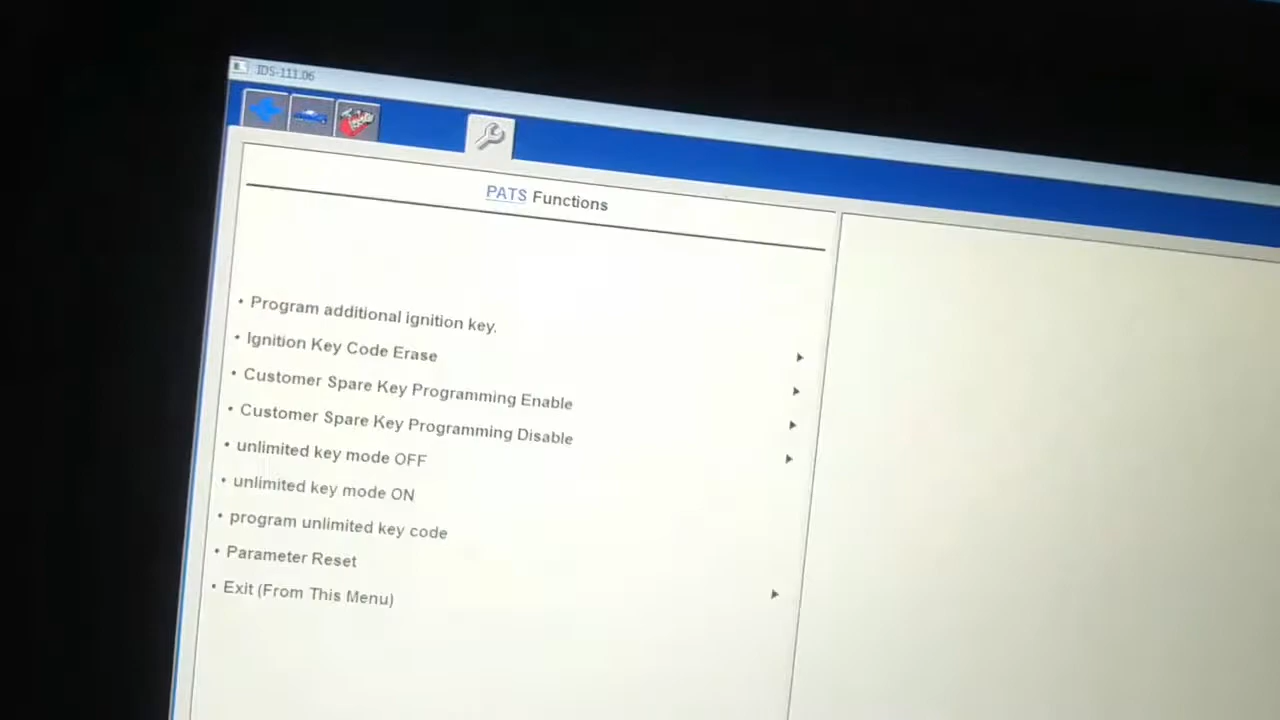 IDS-111.06
PATS Functions
• Program additional ignition key.
• Ignition Key Code Erase
• Customer Spare Key Programming Enable
• Customer Spare Key Programming Disable
• unlimited key mode OFF
• unlimited key mode ON
• program unlimited key code
• Parameter Reset
• Exit (From This Menu)